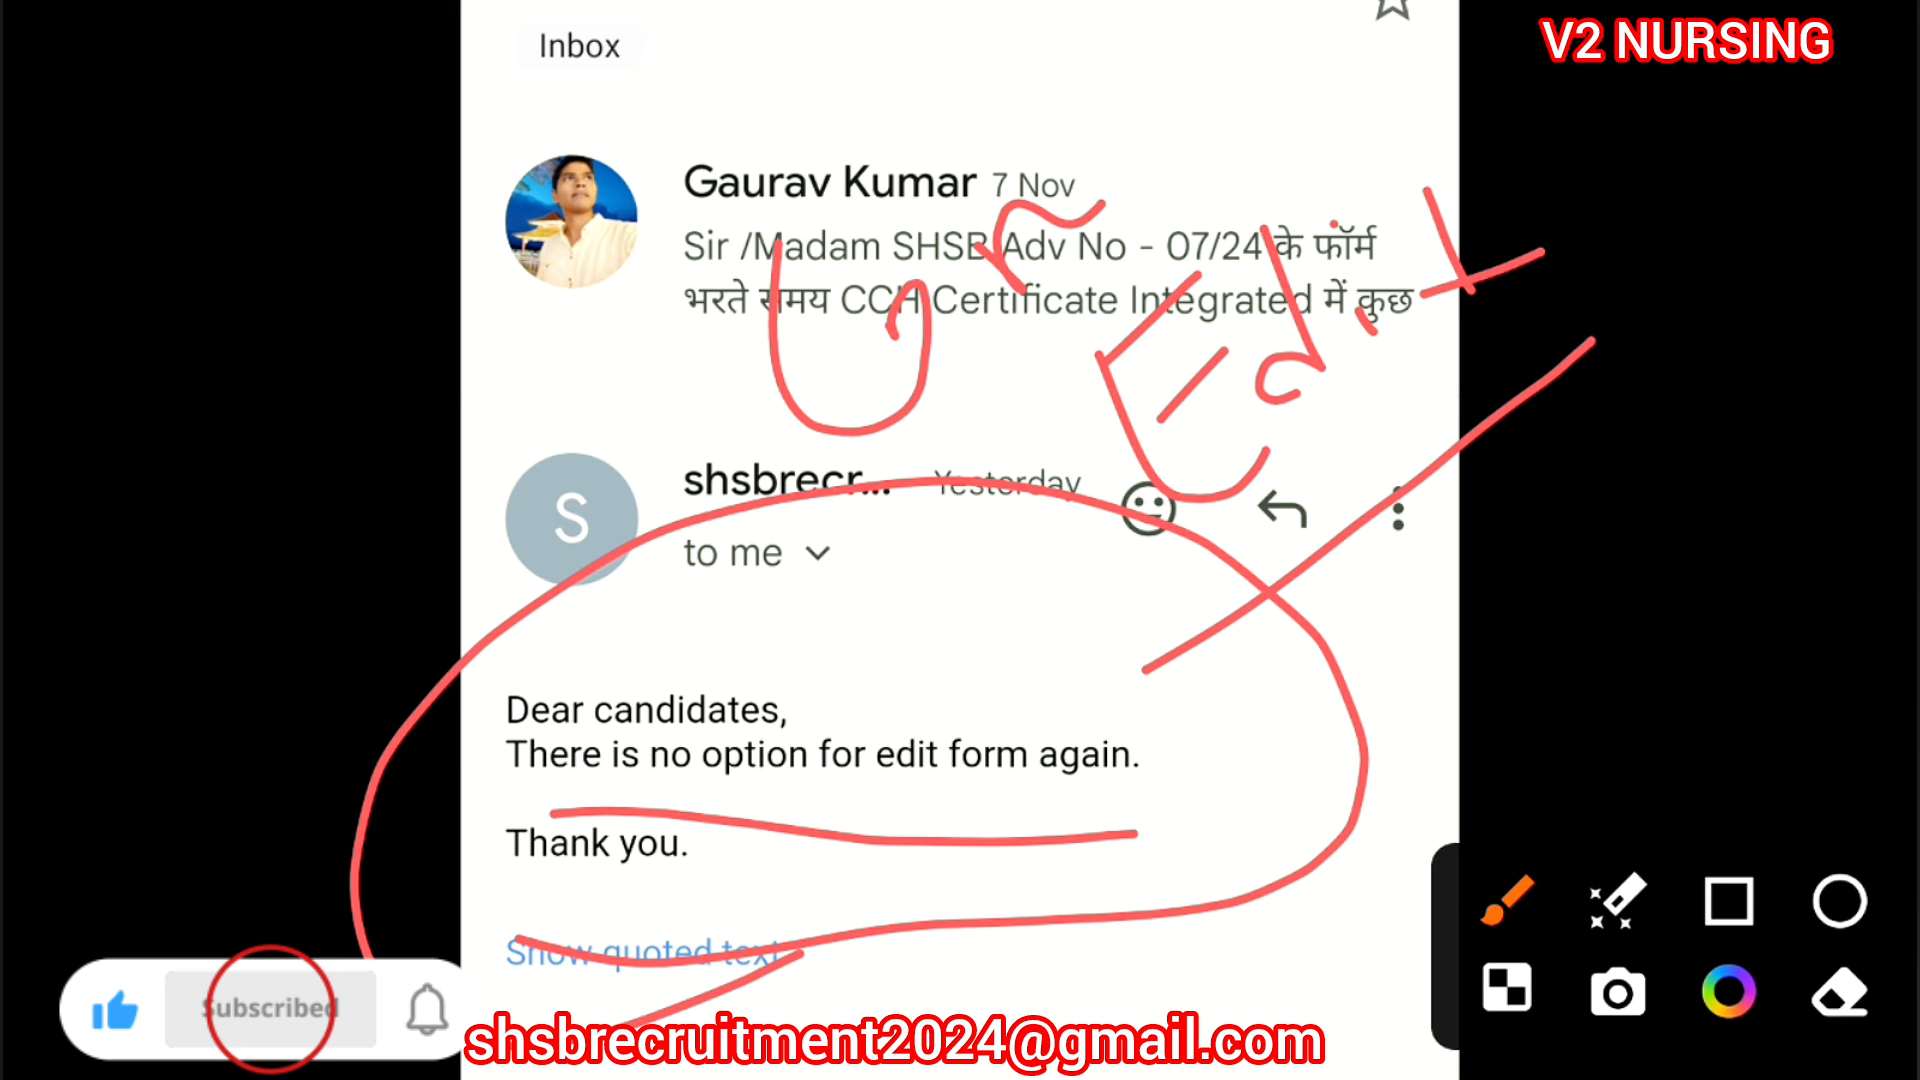 V2 NURSING
Inbox
Gaurav Kumar 7 Nov
Sir /Madam SHSB Adv No - 07/24 के फॉर्म
भरते समय CCH Certificate Integrated में कुछ
Edit
shsbrecr... Yesterday
S
to me
Dear candidates,
There is no option for edit form again.
Thank you.
Show quoted text
Subscribed
shsbrecruitment2024@gmail.com